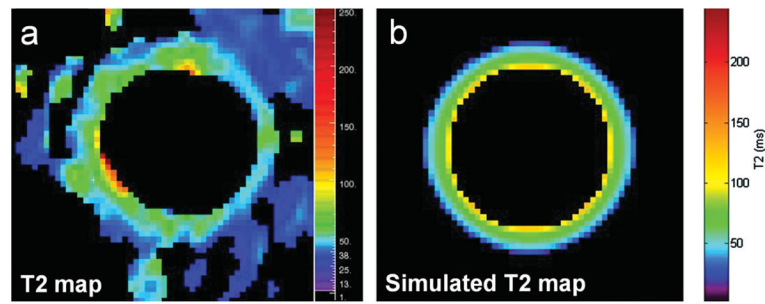 a
T2 map
250.
200.
150.
100.
50.
38.
25.
13.
1.
b
Simulated T2 map
200
150
100
50
T2 (ms)